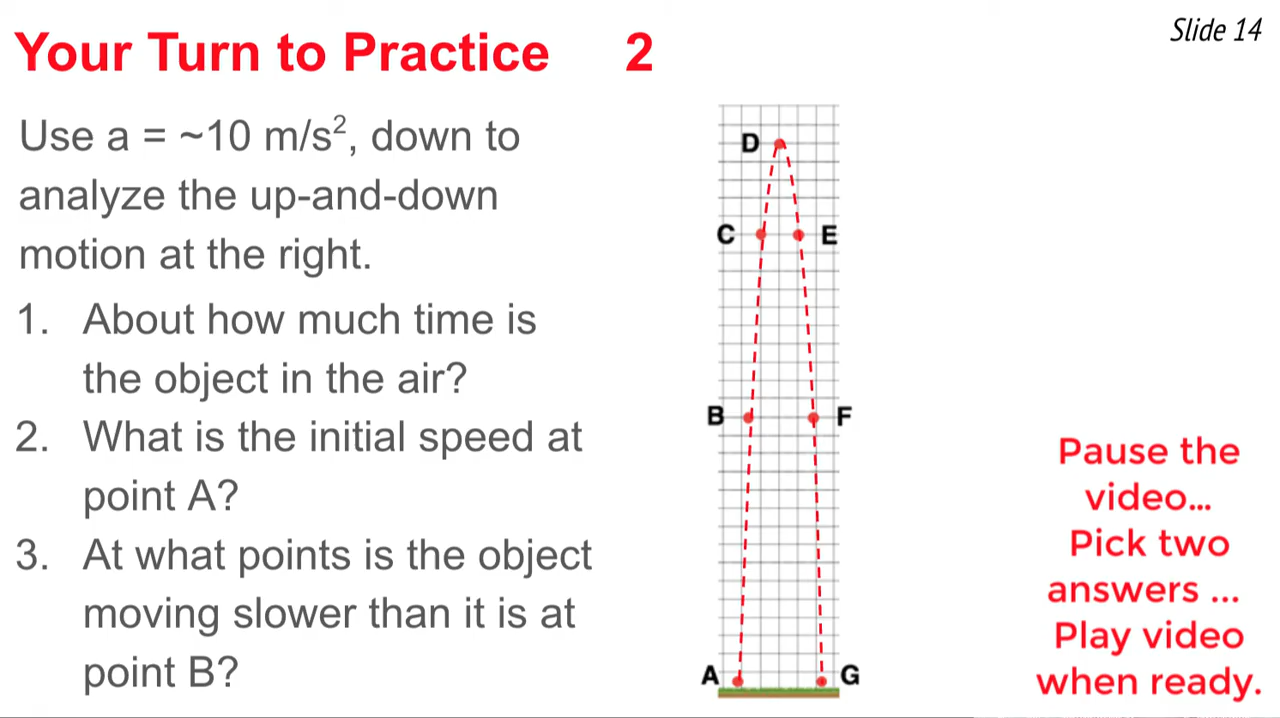 Slide 14
Your Turn to Practice 2
Use a = ~10 m/s², down to
analyze the up-and-down
motion at the right.
1. About how much time is
the object in the air?
2. What is the initial speed at
point A?
3. At what points is the object
moving slower than it is at
point B?
D
C E
B F
A G
Pause the
video...
Pick two
answers ...
Play video
when ready.